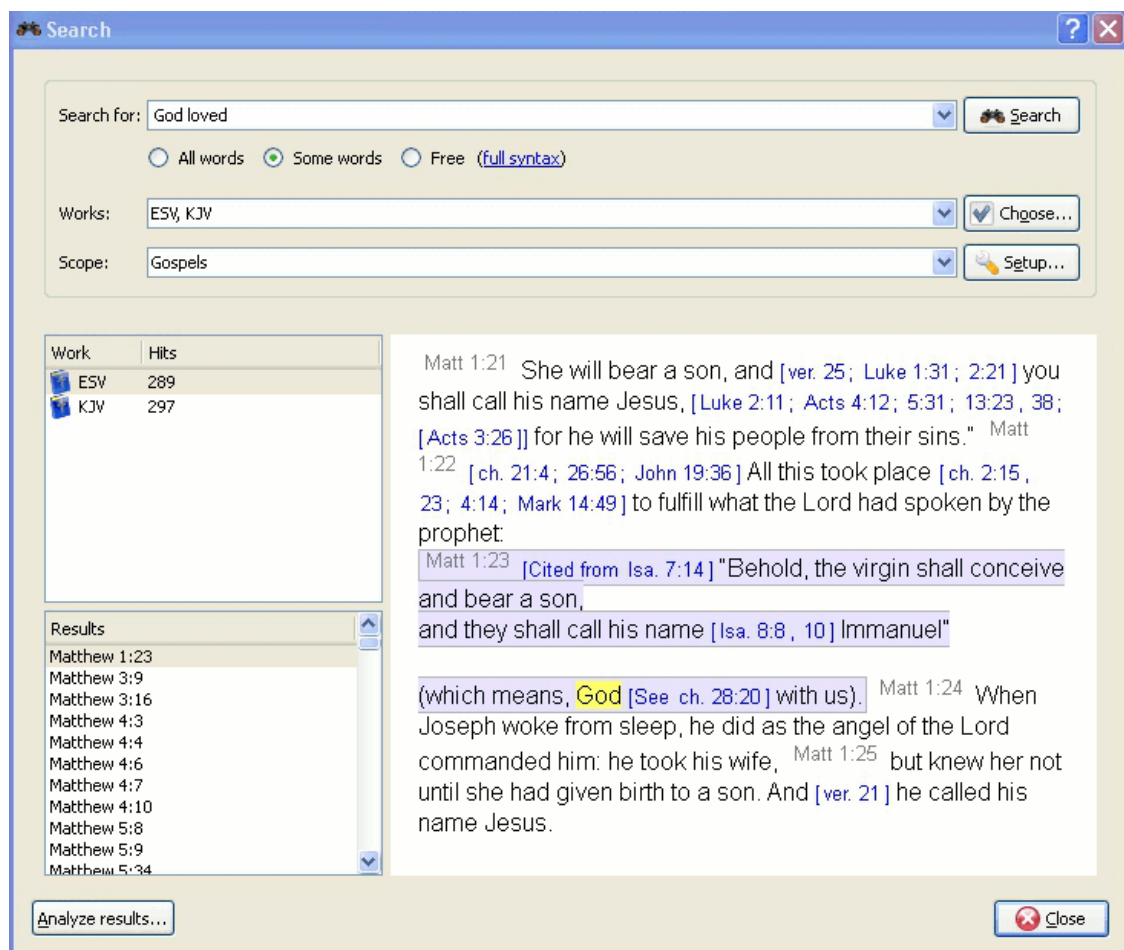 Search
Search for: God loved Search
All words Some words Free (full syntax)
Works: ESV, KJV Choose...
Scope: Gospels Setup...
Work Hits
ESV 289
KJV 297
Results
Matthew 1:23
Matthew 3:9
Matthew 3:16
Matthew 4:3
Matthew 4:4
Matthew 4:6
Matthew 4:7
Matthew 4:10
Matthew 5:8
Matthew 5:9
Matthew 5:34
Matt 1:21 She will bear a son, and [ver. 25; Luke 1:31; 2:21] you
shall call his name Jesus, [Luke 2:11; Acts 4:12; 5:31; 13:23, 38;
[Acts 3:26]] for he will save his people from their sins." Matt
1:22 [ch. 21:4; 26:56; John 19:36] All this took place [ch. 2:15,
23; 4:14; Mark 14:49] to fulfill what the Lord had spoken by the
prophet:
Matt 1:23 [Cited from Isa. 7:14] "Behold, the virgin shall conceive
and bear a son,
and they shall call his name [Isa. 8:8, 10] Immanuel"
(which means, God [See ch. 28:20] with us). Matt 1:24 When
Joseph woke from sleep, he did as the angel of the Lord
commanded him: he took his wife, Matt 1:25 but knew her not
until she had given birth to a son. And [ver. 21] he called his
name Jesus.
Analyze results... Close